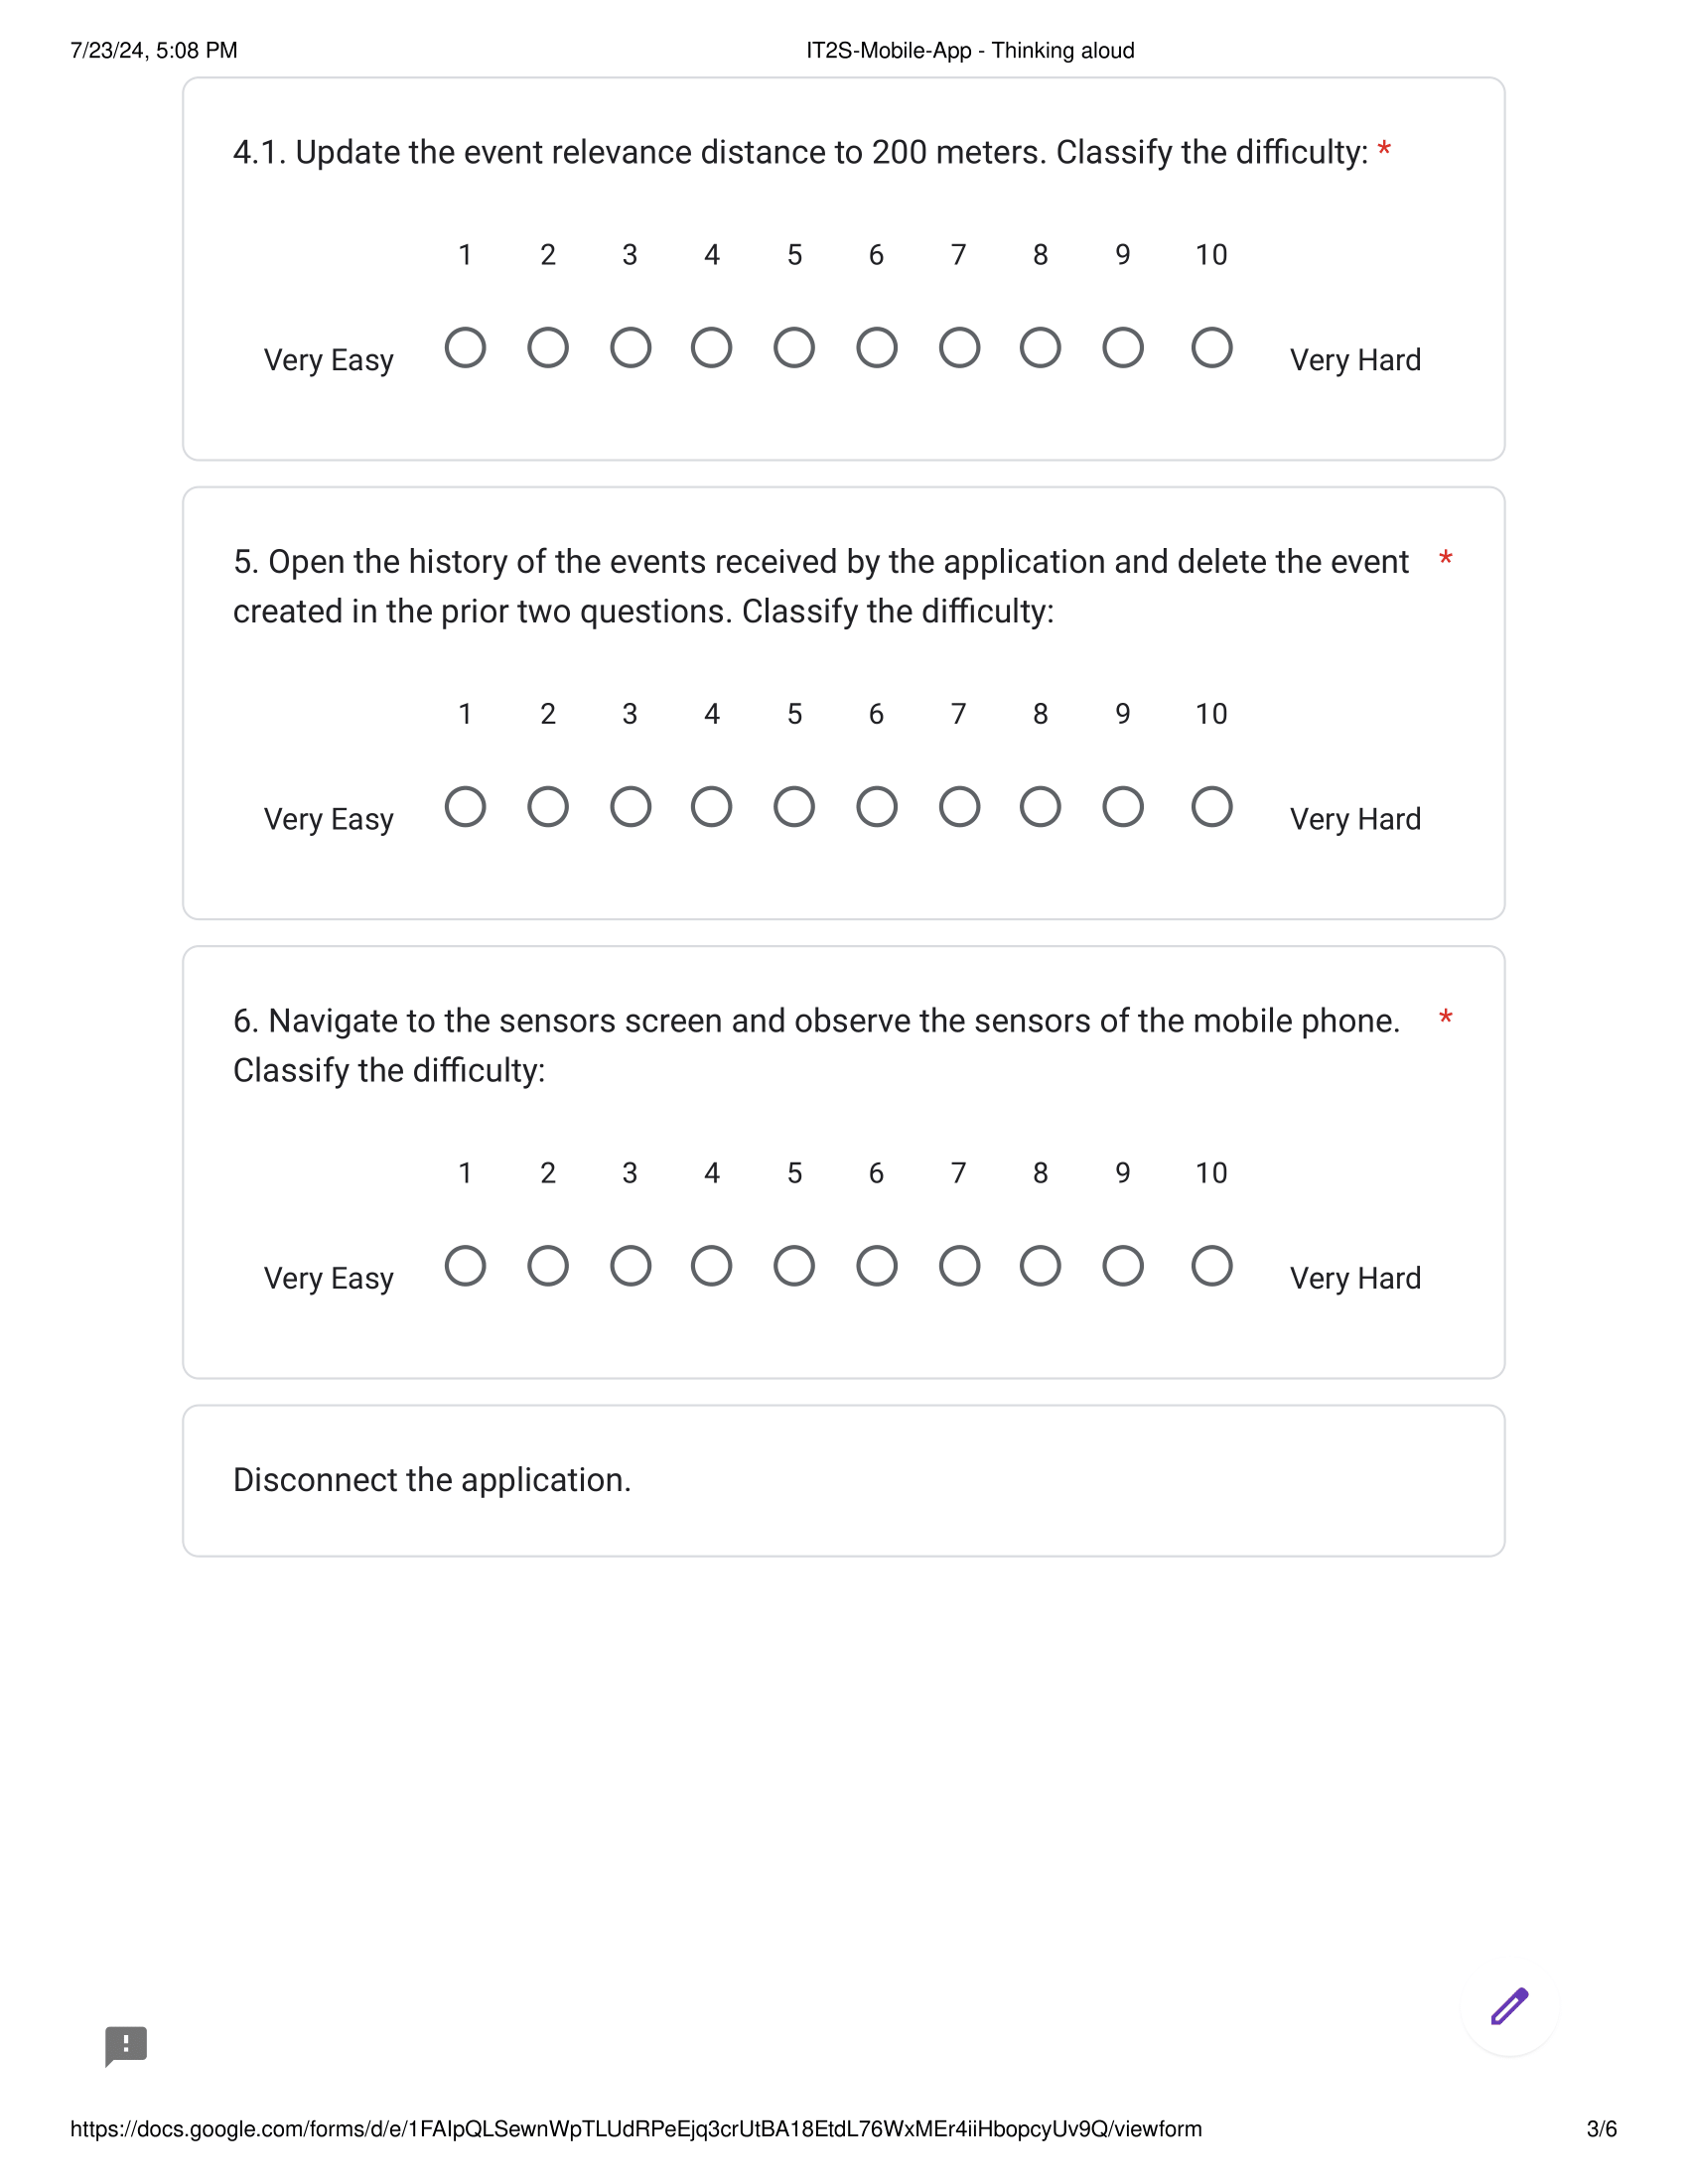 7/23/24, 5:08 PM
IT2S-Mobile-App - Thinking aloud
4.1. Update the event relevance distance to 200 meters. Classify the difficulty: *
1 2 3 4 5 6 7 8 9 10
Very Easy
Very Hard
5. Open the history of the events received by the application and delete the event *
created in the prior two questions. Classify the difficulty:
1 2 3 4 5 6 7 8 9 10
Very Easy
Very Hard
6. Navigate to the sensors screen and observe the sensors of the mobile phone. *
Classify the difficulty:
1 2 3 4 5 6 7 8 9 10
Very Easy
Very Hard
Disconnect the application.
https://docs.google.com/forms/d/e/1FAIpQLSewnWpTLUdRPeEjq3crUtBA18EtdL76WxMEr4iiHbopcyUv9Q/viewform
3/6